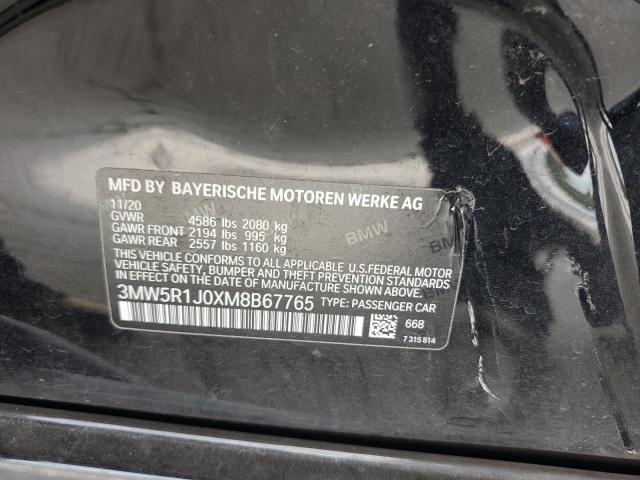 MFD BY BAYERISCHE MOTOREN WERKE AG
11/20
GVWR 4586 lbs 2080 kg
GAWR FRONT 2194 lbs 995 kg
GAWR REAR 2557 lbs 1160 kg
THIS VEHICLE CONFORMS TO ALL APPLICABLE U.S.FEDERAL MOTOR
VEHICLE SAFETY, BUMPER AND THEFT PREVENTION STANDARDS
IN EFFECT ON THE DATE OF MANUFACTURE SHOWN ABOVE.
3MW5R1J0XM8B67765 TYPE: PASSENGER CAR
668
7 315 814
BMW
BMW
BMW